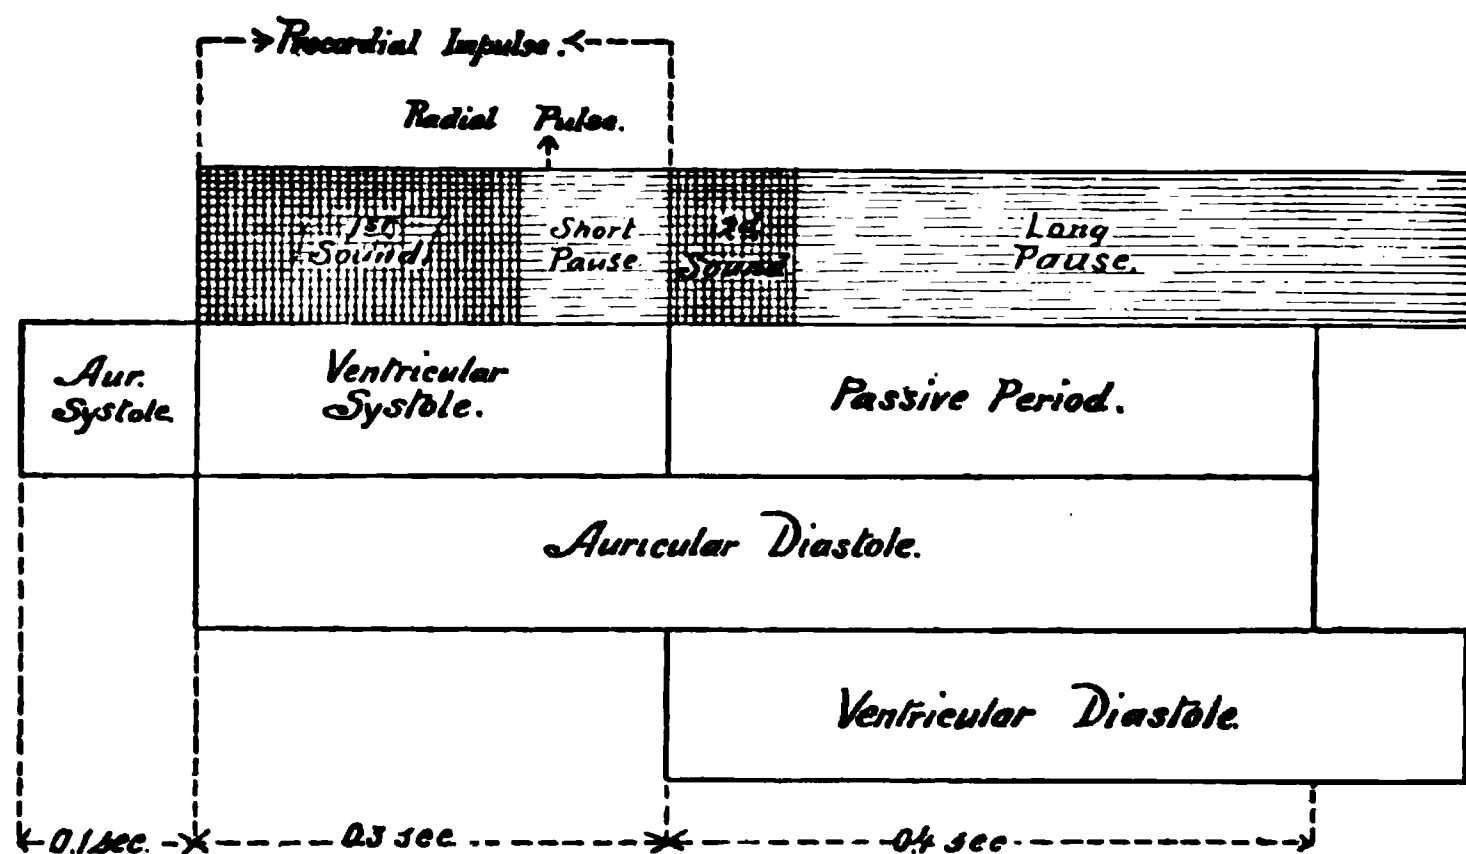 Precordial Impulse.
Radial Pulse.
1st
Sound.
Short
Pause
2d
Sound
Long
Pause.
Aur.
Systole
Ventricular
Systole.
Passive Period.
Auricular Diastole.
Ventricular Diastole.
0.1 sec. 0.3 sec 0.4 sec